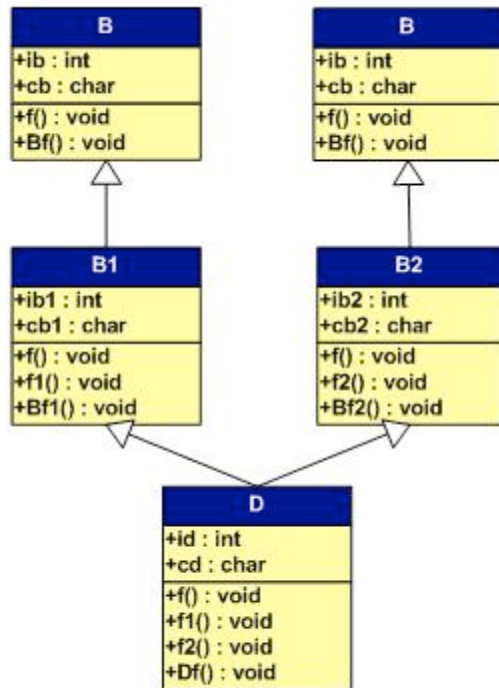 B
+ib : int
+cb : char
+f() : void
+Bf() : void
B
+ib : int
+cb : char
+f() : void
+Bf() : void
B1
+ib1 : int
+cb1 : char
+f() : void
+f1() : void
+Bf1() : void
B2
+ib2 : int
+cb2 : char
+f() : void
+f2() : void
+Bf2() : void
D
+id : int
+cd : char
+f() : void
+f1() : void
+f2() : void
+Df() : void